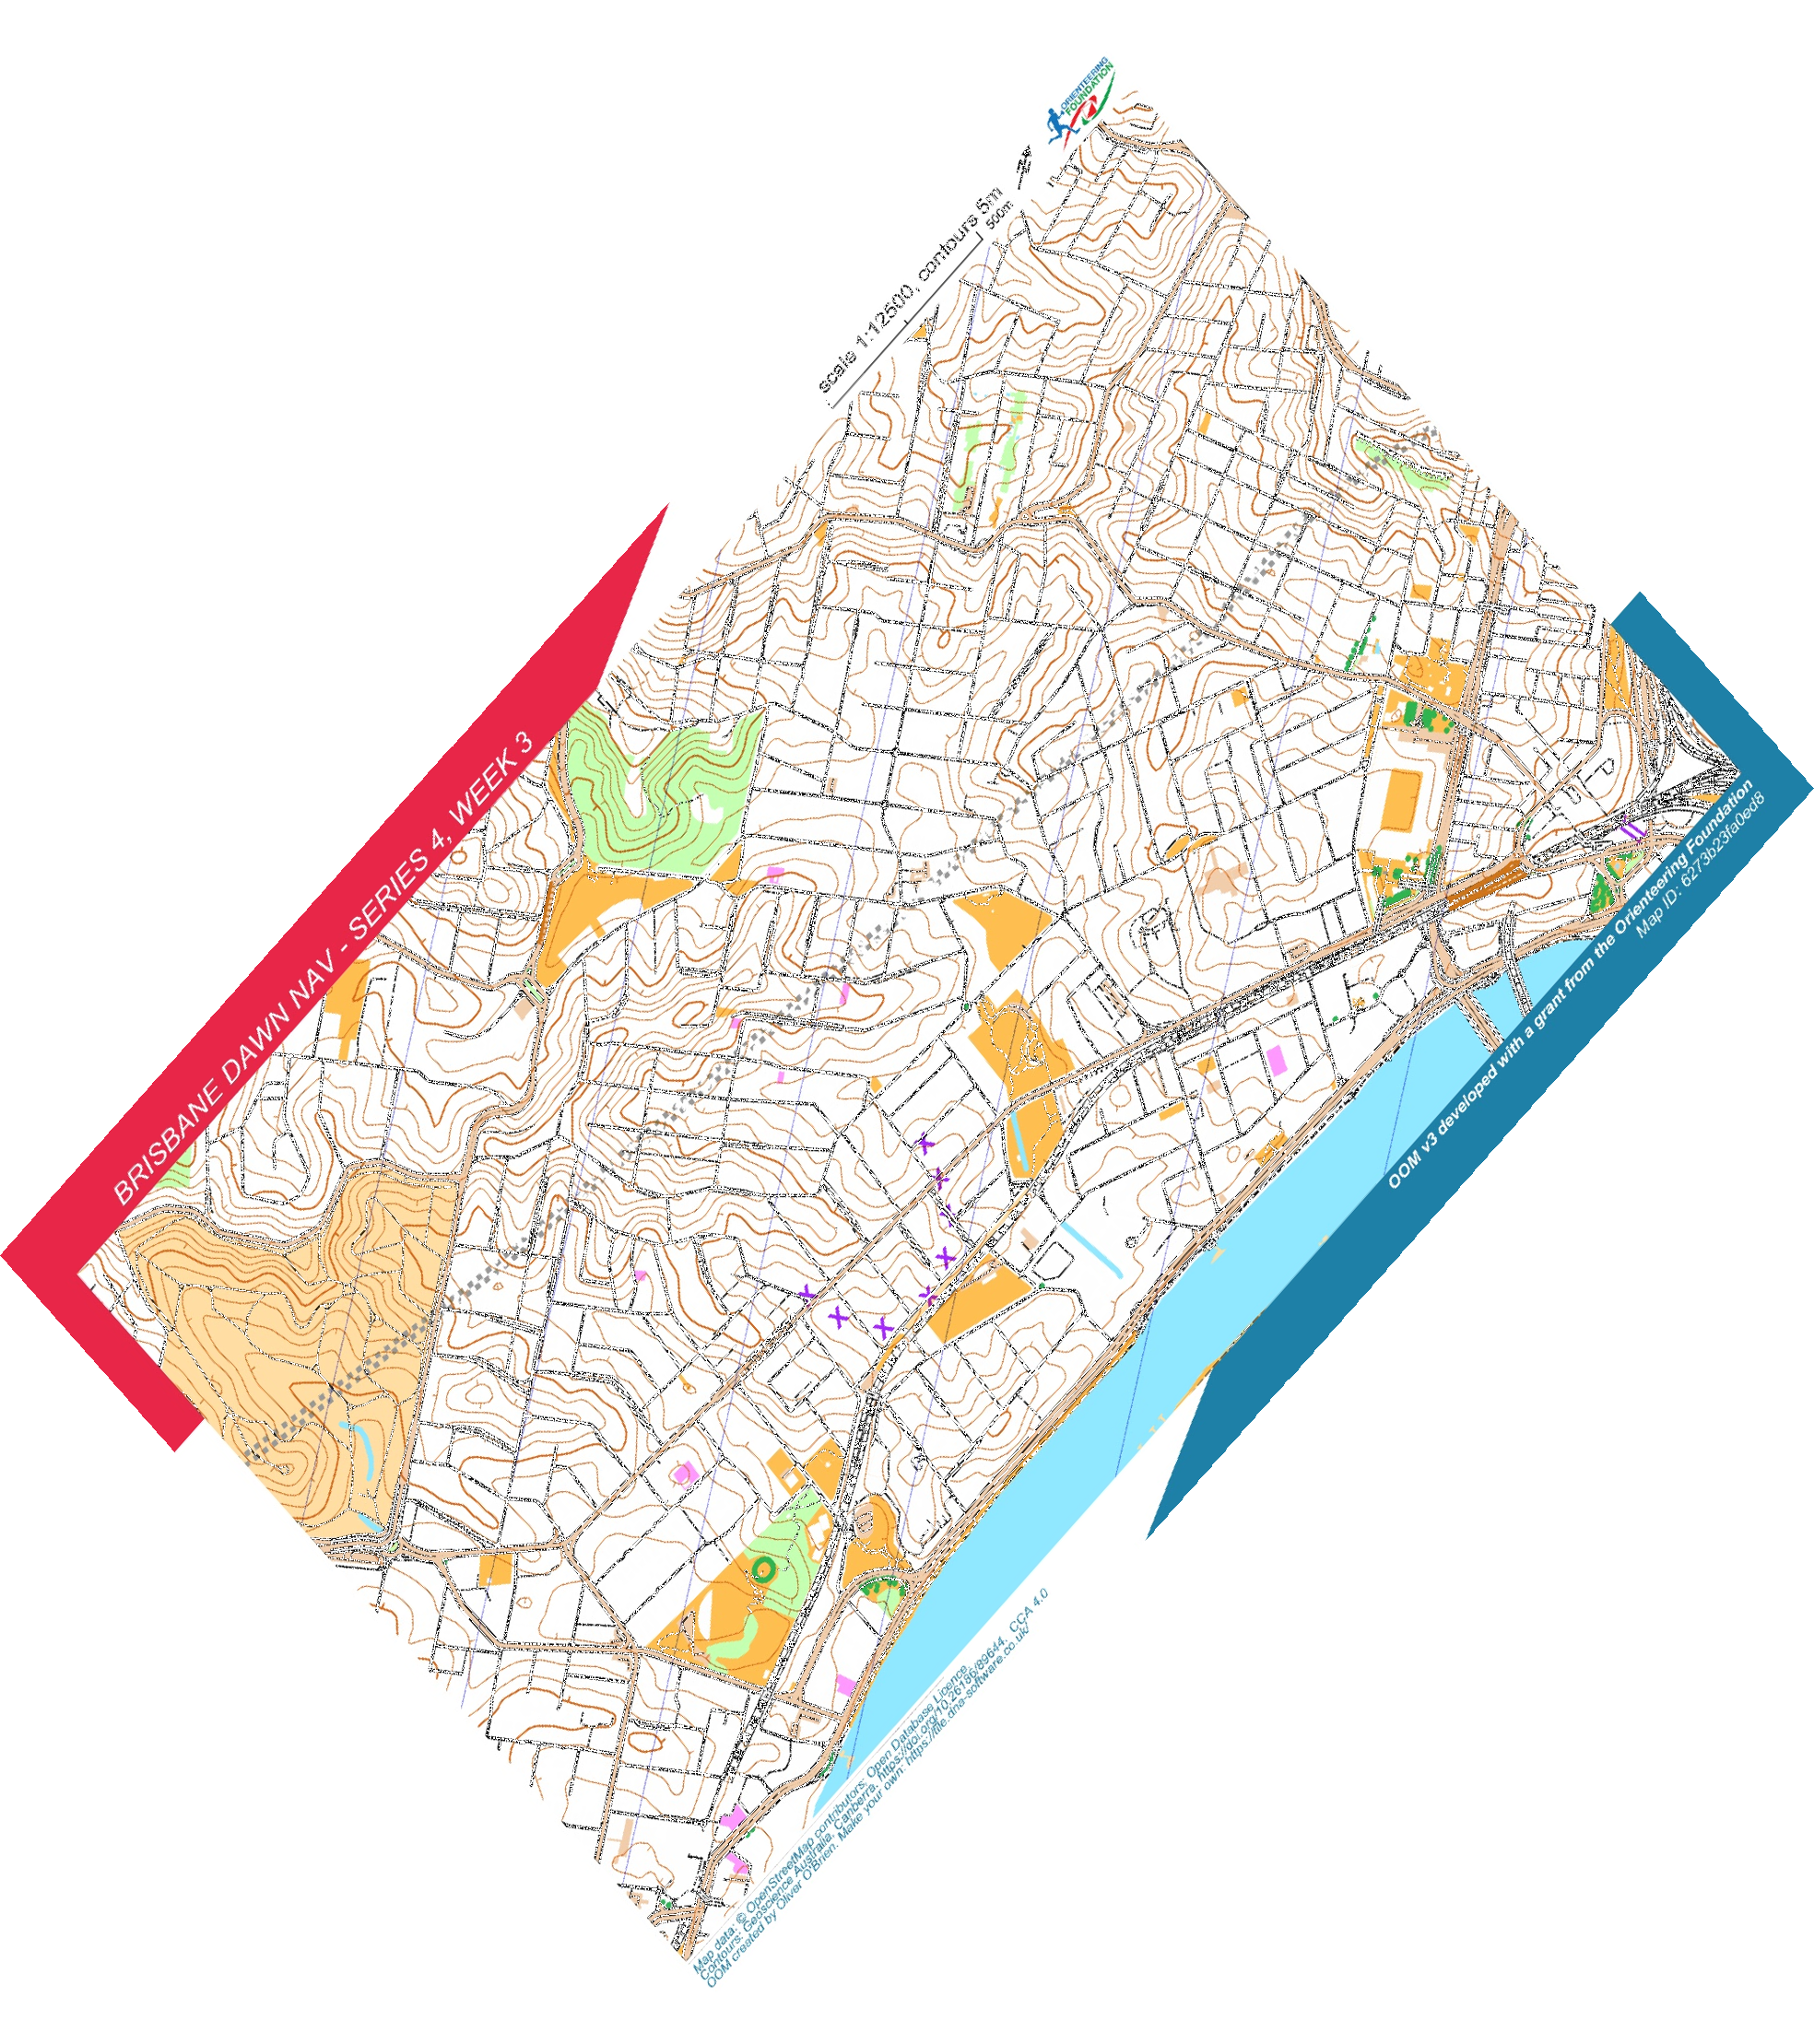 ORIENTEERING
FOUNDATION
scale 1:12500, contours 5m
500m
BRISBANE DAWN NAV - SERIES 4, WEEK 3
OOM v3 developed with a grant from the Orienteering Foundation
Map ID: 6273b23fa0ed8
Map data: © OpenStreetMap contributors, Open Database Licence.
Contours: Geoscience Australia, Canberra. https://doi.org/10.26186/89644. CCA 4.0
OOM created by Oliver O'Brien. Make your own: https://file.dna-software.co.uk/